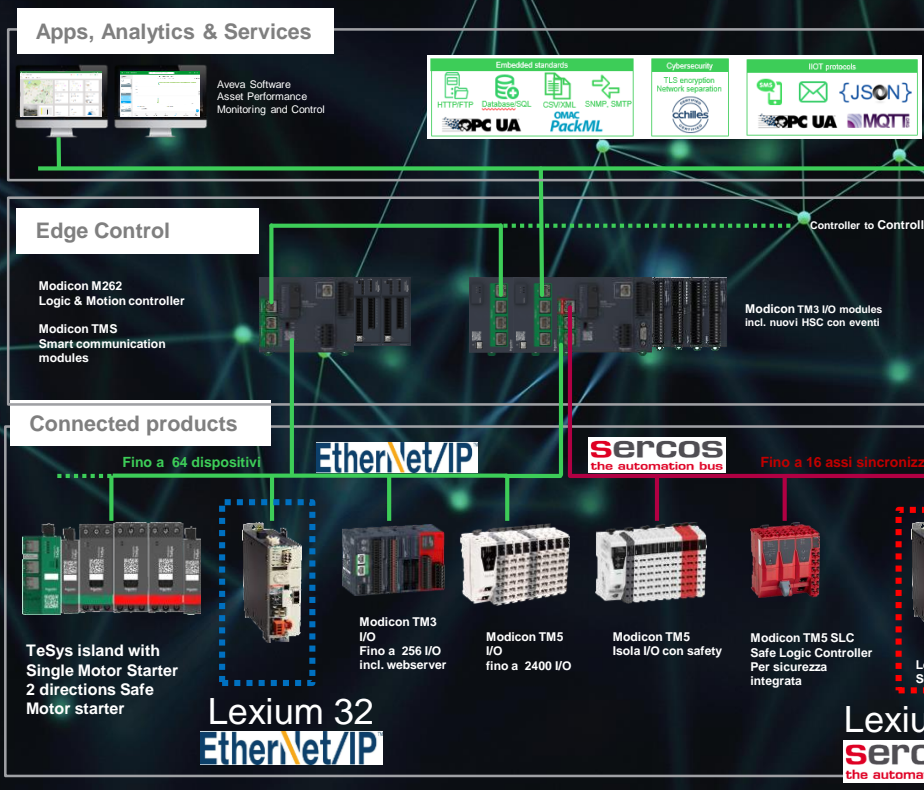 Apps, Analytics & Services
Aveva Software
Asset Performance
Monitoring and Control
Embedded standards
HTTP/FTP
Database/SQL
CSV/XML
SNMP, SMTP
OPC UA
OMAC
PackML
Cybersecurity
TLS encryption
Network separation
achilles
IIOT protocols
SMS
{JSON}
OPC UA
MQTT
Edge Control
Controller to Controll
Modicon M262
Logic & Motion controller
Modicon TMS
Smart communication
modules
Modicon TM3 I/O modules
incl. nuovi HSC con eventi
Connected products
Fino a 64 dispositivi
EtherNet/IP
sercos
the automation bus
Fino a 16 assi sincronizz
TeSys island with
Single Motor Starter
2 directions Safe
Motor starter
Lexium 32
EtherNet/IP
Modicon TM3
I/O
Fino a 256 I/O
incl. webserver
Modicon TM5
I/O
fino a 2400 I/O
Modicon TM5
Isola I/O con safety
Modicon TM5 SLC
Safe Logic Controller
Per sicurezza
integrata
L
S
Lexiu
serc
the automa